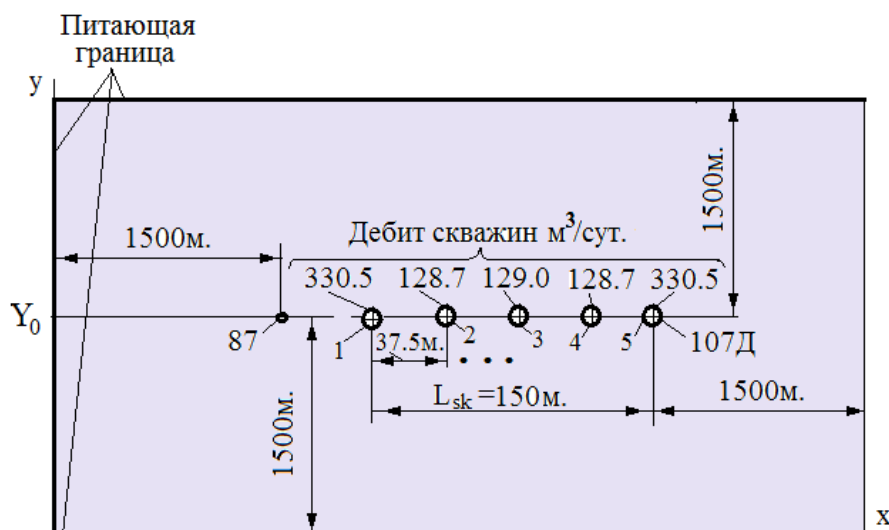 Питающая
граница
y
1500м.
1500м.
Дебит скважин м³/сут.
330.5 128.7 129.0 128.7 330.5
Y₀
87
1 2 3 4 5 107Д
37.5м. . . .
Lsk =150м.
1500м.
1500м.
x